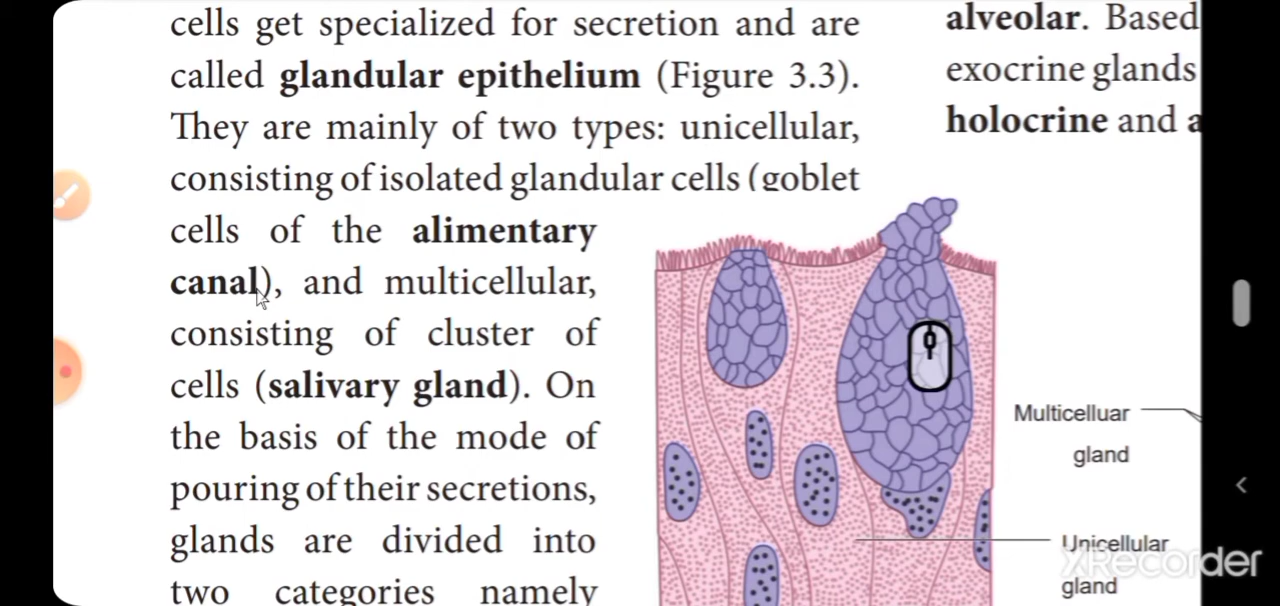 cells get specialized for secretion and are
called glandular epithelium (Figure 3.3).
They are mainly of two types: unicellular,
consisting of isolated glandular cells (goblet
cells of the alimentary
canal), and multicellular,
consisting of cluster of
cells (salivary gland). On
the basis of the mode of
pouring of their secretions,
glands are divided into
two categories namely
alveolar. Based
exocrine glands
holocrine and a
Multicelluar
gland
Unicellular
gland
XRecorder